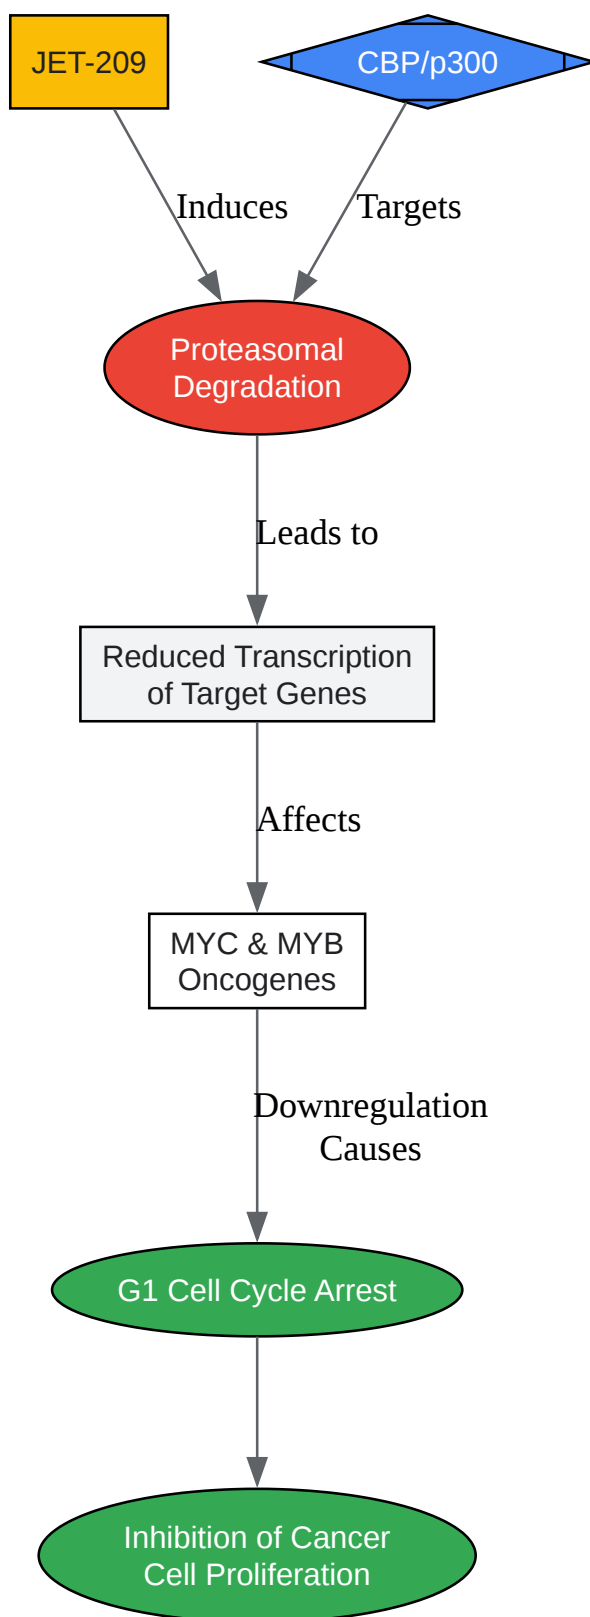 JET-209
CBP/p300
Induces
Targets
Proteasomal
Degradation
Leads to
Reduced Transcription
of Target Genes
Affects
MYC & MYB
Oncogenes
Downregulation
Causes
G1 Cell Cycle Arrest
Inhibition of Cancer
Cell Proliferation